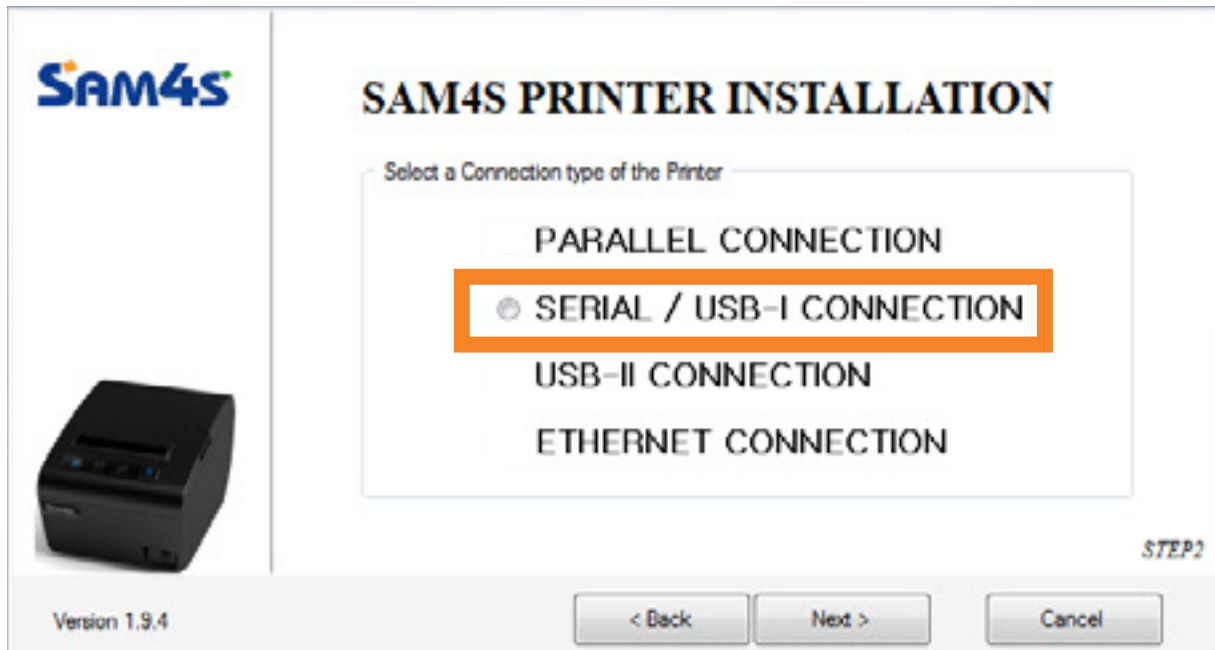 SAM4S
SAM4S PRINTER INSTALLATION
Select a Connection type of the Printer
PARALLEL CONNECTION
SERIAL / USB-I CONNECTION
USB-II CONNECTION
ETHERNET CONNECTION
STEP2
Version 1.9.4
< Back
Next >
Cancel